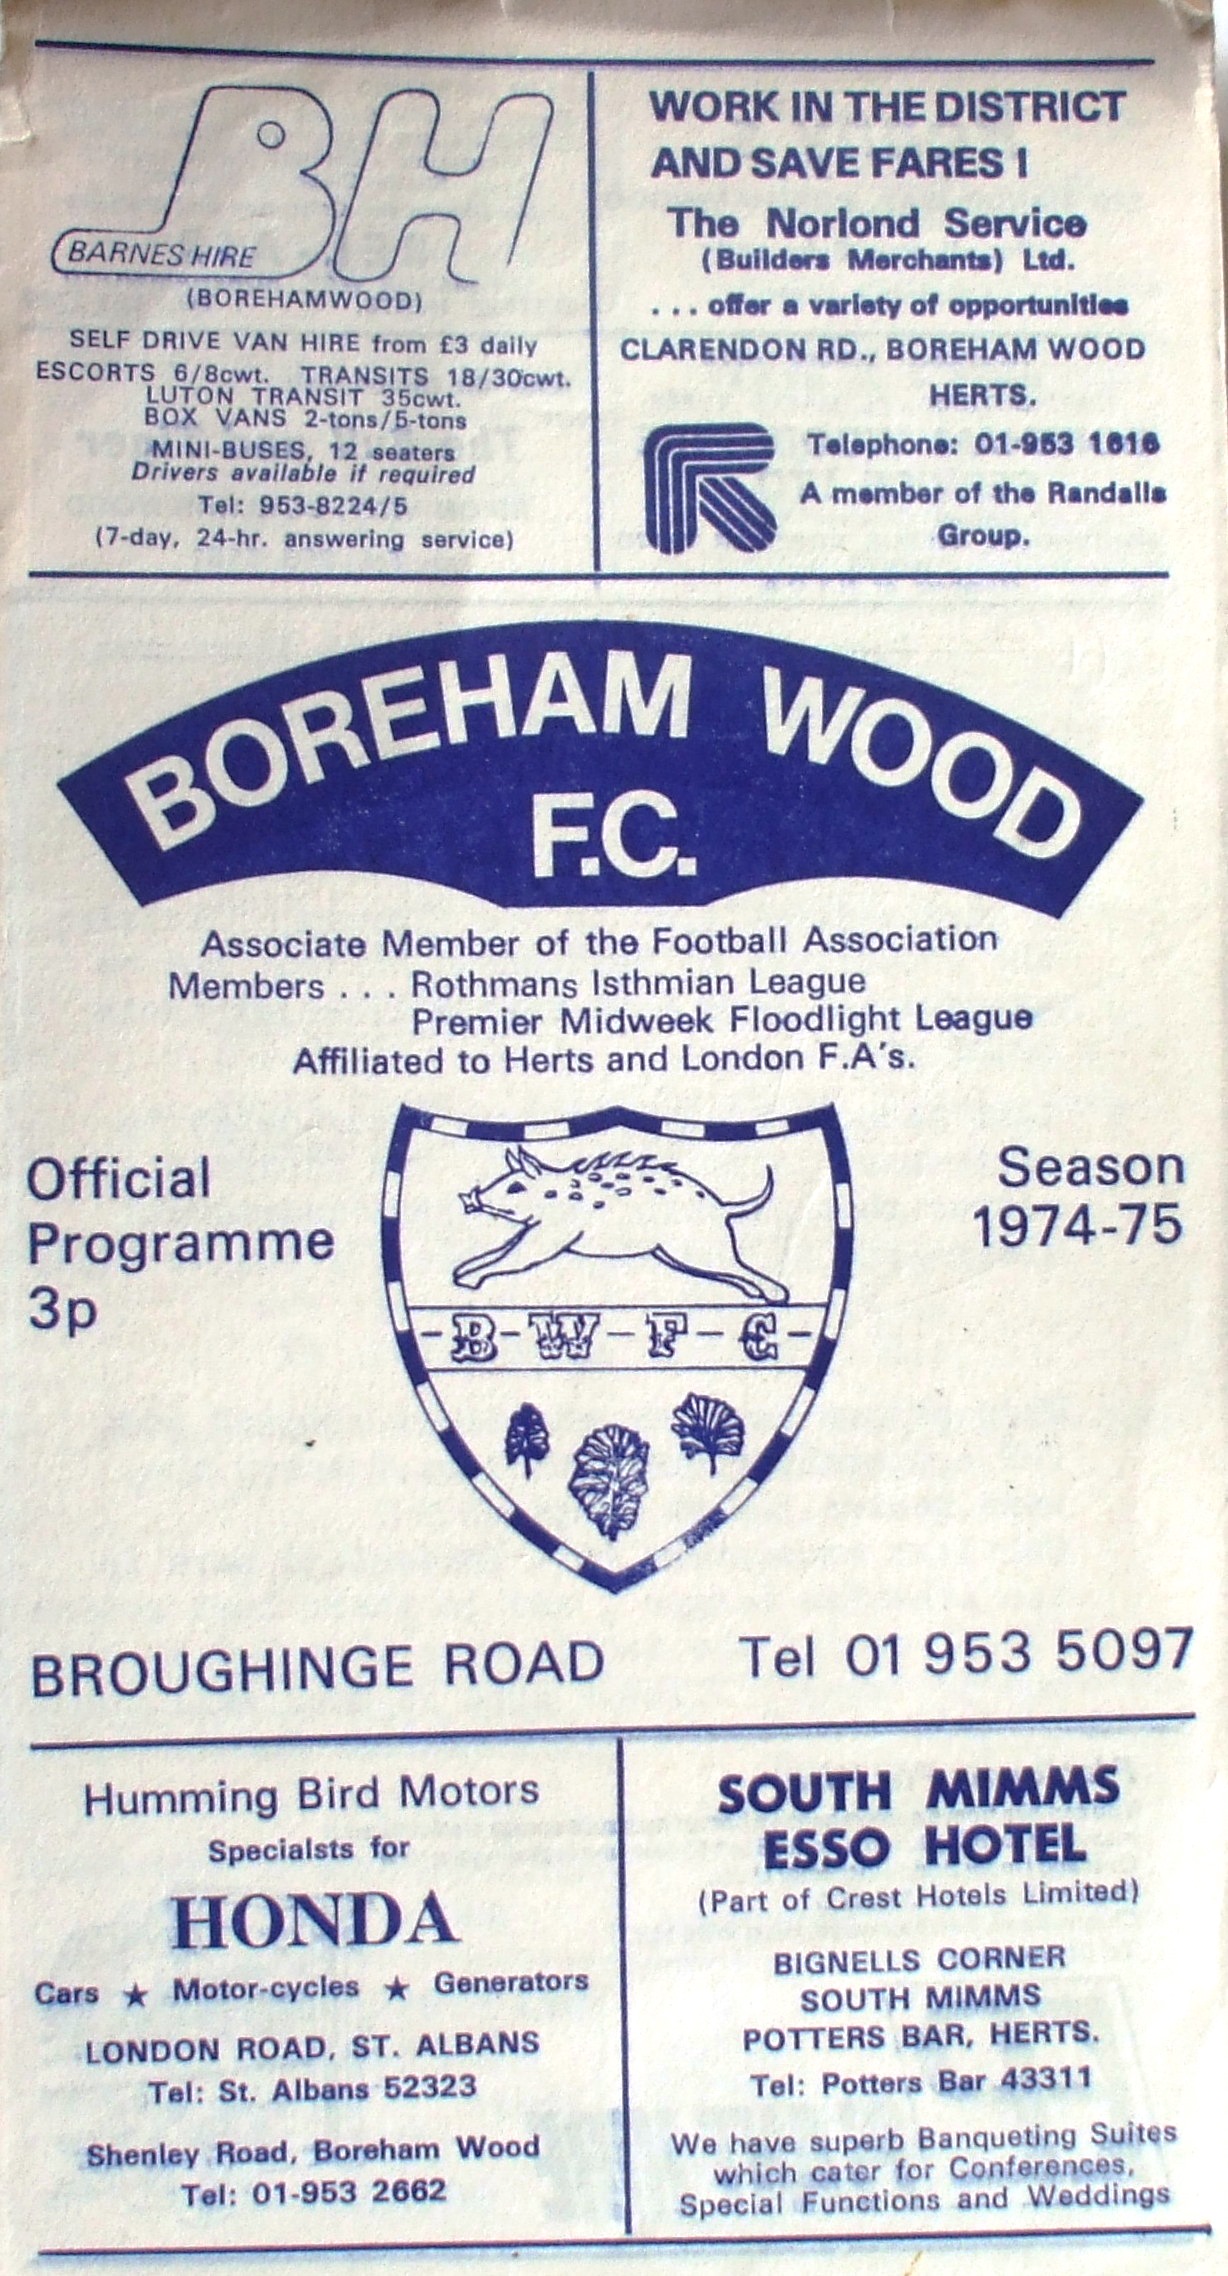 BH
BARNES HIRE
(BOREHAMWOOD)
SELF DRIVE VAN HIRE from £3 daily
ESCORTS 6/8cwt. TRANSITS 18/30cwt.
LUTON TRANSIT 35cwt.
BOX VANS 2-tons/5-tons
MINI-BUSES, 12 seaters
Drivers available if required
Tel: 953-8224/5
(7-day, 24-hr. answering service)
WORK IN THE DISTRICT
AND SAVE FARES !
The Norlond Service
(Builders Merchants) Ltd.
. . . offer a variety of opportunities
CLARENDON RD., BOREHAM WOOD
HERTS.
Telephone: 01-953 1616
A member of the Randalls
Group.
BOREHAM WOOD
F.C.
Associate Member of the Football Association
Members . . . Rothmans Isthmian League
Premier Midweek Floodlight League
Affiliated to Herts and London F.A's.
Official
Programme
3p
Season
1974-75
-B-W-F-C-
BROUGHINGE ROAD Tel 01 953 5097
Humming Bird Motors
Specialsts for
HONDA
Cars ★ Motor-cycles ★ Generators
LONDON ROAD, ST. ALBANS
Tel: St. Albans 52323
Shenley Road, Boreham Wood
Tel: 01-953 2662
SOUTH MIMMS
ESSO HOTEL
(Part of Crest Hotels Limited)
BIGNELLS CORNER
SOUTH MIMMS
POTTERS BAR, HERTS.
Tel: Potters Bar 43311
We have superb Banqueting Suites
which cater for Conferences,
Special Functions and Weddings